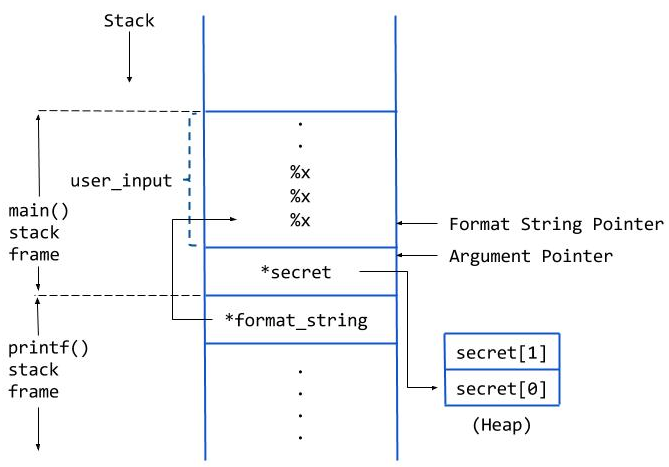 Stack
.
.
%x
user_input
%x
main()
stack
frame
%x
Format String Pointer
Argument Pointer
*secret
*format_string
printf()
stack
frame
.
.
.
.
secret[1]
secret[0]
(Heap)